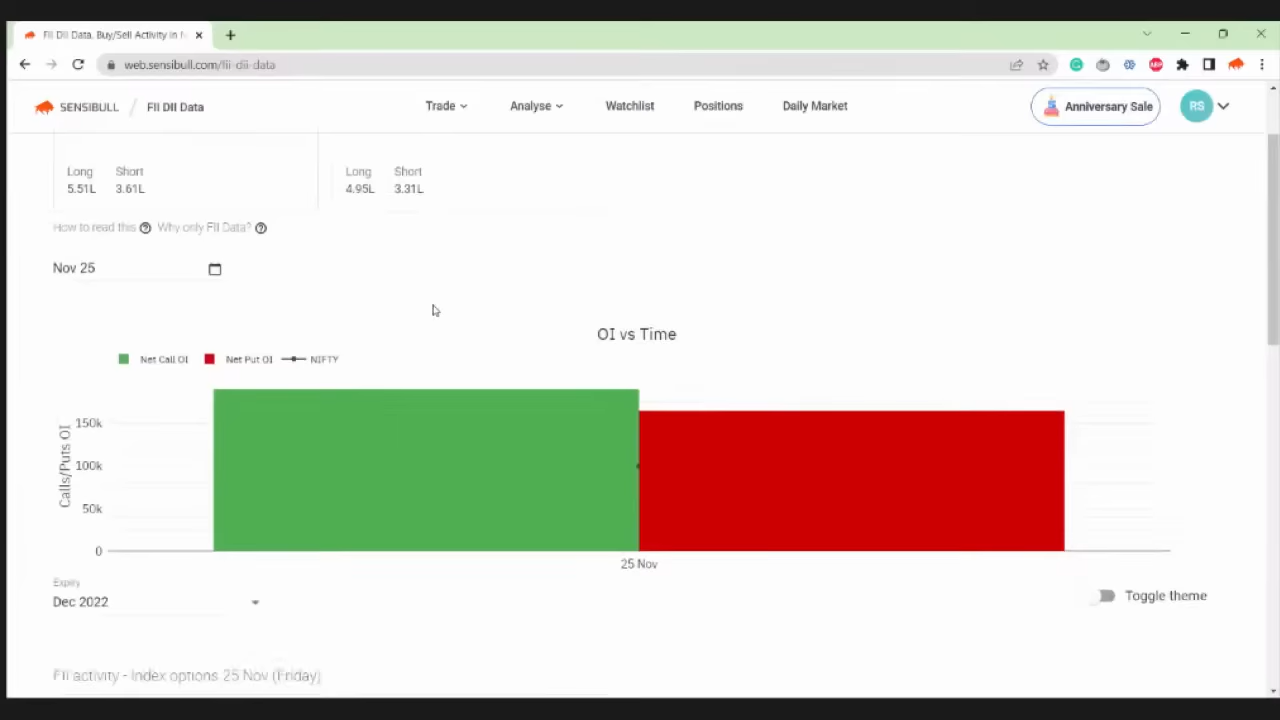 FII DII Data, Buy/Sell Activity in N
web.sensibull.com/fii-dii-data
SENSIBULL / FII DII Data
Trade
Analyse
Watchlist
Positions
Daily Market
Anniversary Sale
RS
Long Short
5.51L 3.61L
Long Short
4.95L 3.31L
How to read this ? Why only FII Data? ?
Nov 25
OI vs Time
Net Call OI Net Put OI NIFTY
Calls/Puts OI
150k
100k
50k
0
25 Nov
Expiry
Dec 2022
Toggle theme
FII activity - Index options 25 Nov (Friday)